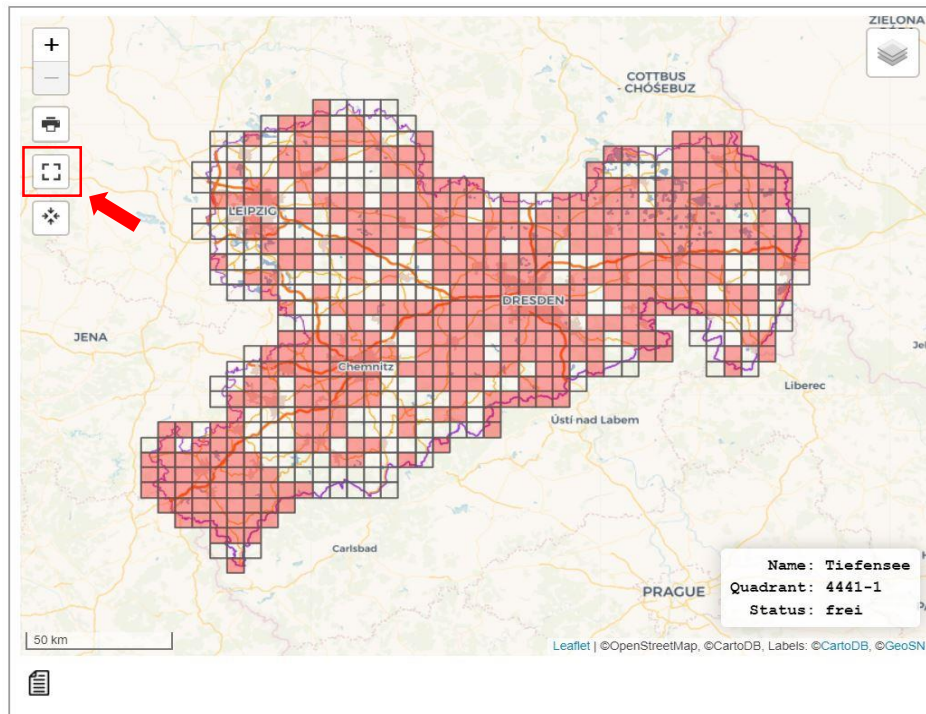 +
−
ZIELONA
COTTBUS
- CHÓŚEBUZ
LEIPZIG
DRESDEN
JENA
Chemnitz
Liberec
Ústí nad Labem
Carlsbad
PRAGUE
Name: Tiefensee
Quadrant: 4441-1
Status: frei
50 km
Leaflet | ©OpenStreetMap, ©CartoDB, Labels: ©CartoDB, ©GeoSN